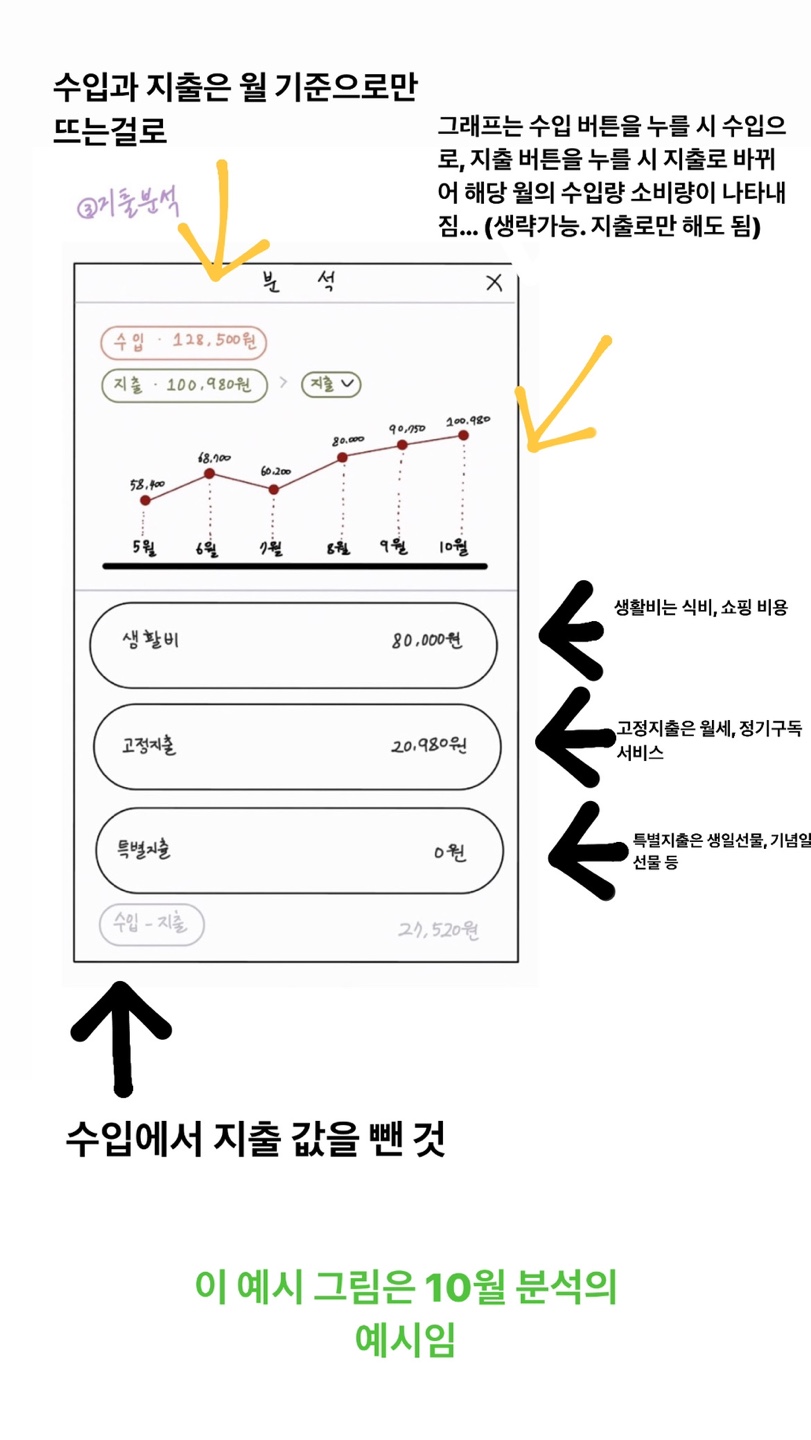 수입과 지출은 월 기준으로만
뜨는걸로
그래프는 수입 버튼을 누를 시 수입으
로, 지출 버튼을 누를 시 지출로 바뀌
어 해당 월의 수입량 소비량이 나타내
짐... (생략가능. 지출로만 해도 됨)
③지출분석
분 석 X
수입 · 128,500원
지출 · 100,980원 > 지출 ∨
58,400 68,700 60,200 80,000 90,750 100,980
5월 6월 7월 8월 9월 10월
생활비 80,000원
생활비는 식비, 쇼핑 비용
고정지출 20,980원
고정지출은 월세, 정기구독
서비스
특별지출 0원
특별지출은 생일선물, 기념일
선물 등
수입 - 지출 27,520원
수입에서 지출 값을 뺀 것
이 예시 그림은 10월 분석의
예시임